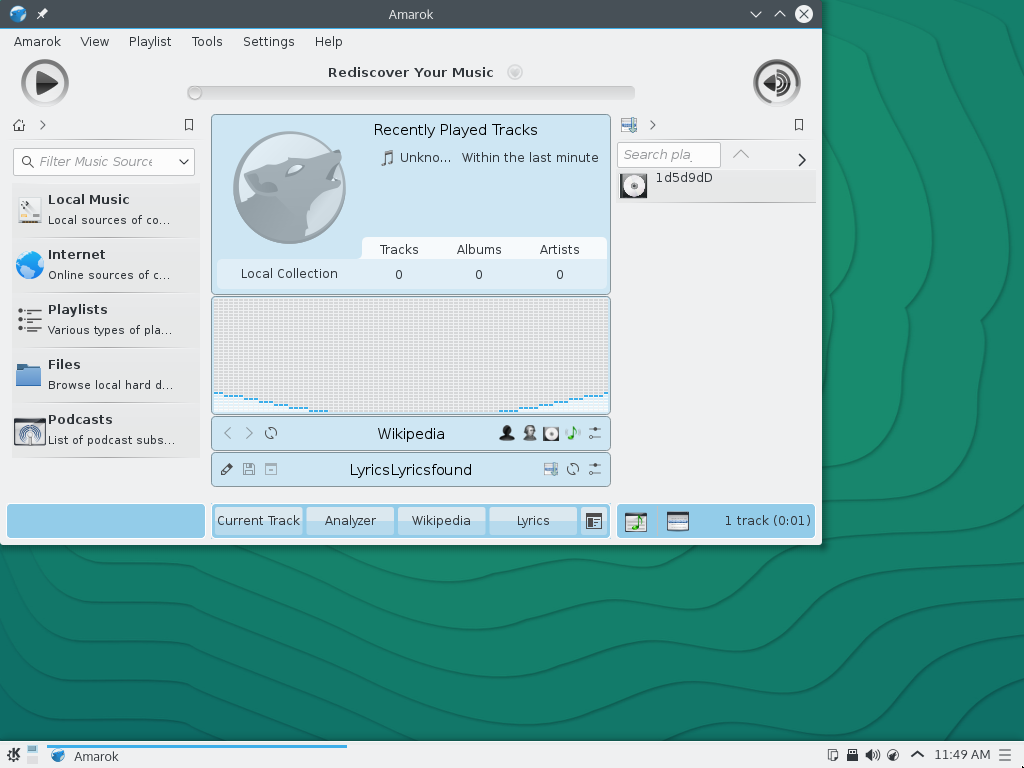 Amarok
Amarok View Playlist Tools Settings Help
Rediscover Your Music
Filter Music Source
Local Music
Local sources of co...
Internet
Online sources of c...
Playlists
Various types of pla...
Files
Browse local hard d...
Podcasts
List of podcast subs...
Recently Played Tracks
Unkno... Within the last minute
Tracks Albums Artists
Local Collection 0 0 0
Wikipedia
LyricsLyricsfound
Current Track Analyzer Wikipedia Lyrics
Search pla
1d5d9dD
1 track (0:01)
Amarok
11:49 AM